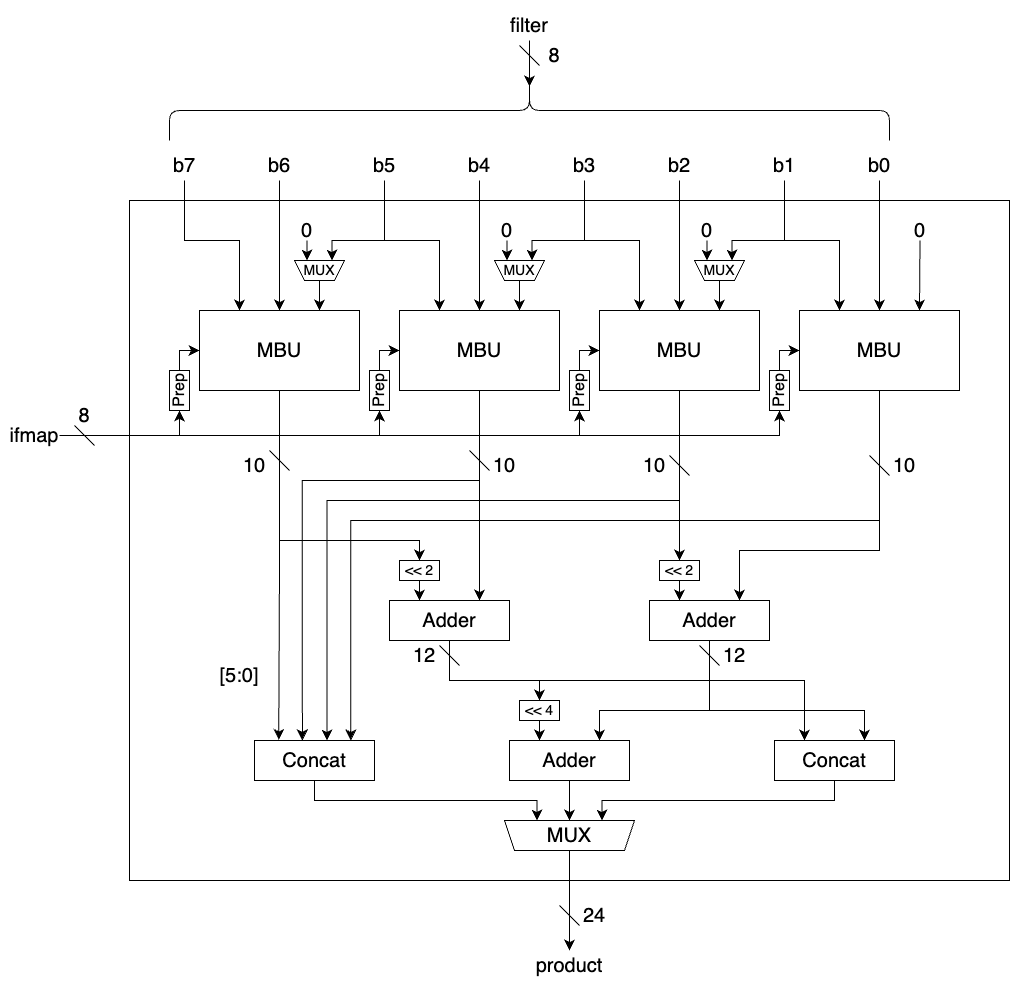 filter
8
b7 b6 b5 b4 b3 b2 b1 b0
0 0 0 0
MUX MUX MUX
MBU MBU MBU MBU
Prep Prep Prep Prep
8
ifmap
10 10 10 10
<< 2 << 2
Adder Adder
12 12
[5:0]
<< 4
Concat Adder Concat
MUX
24
product